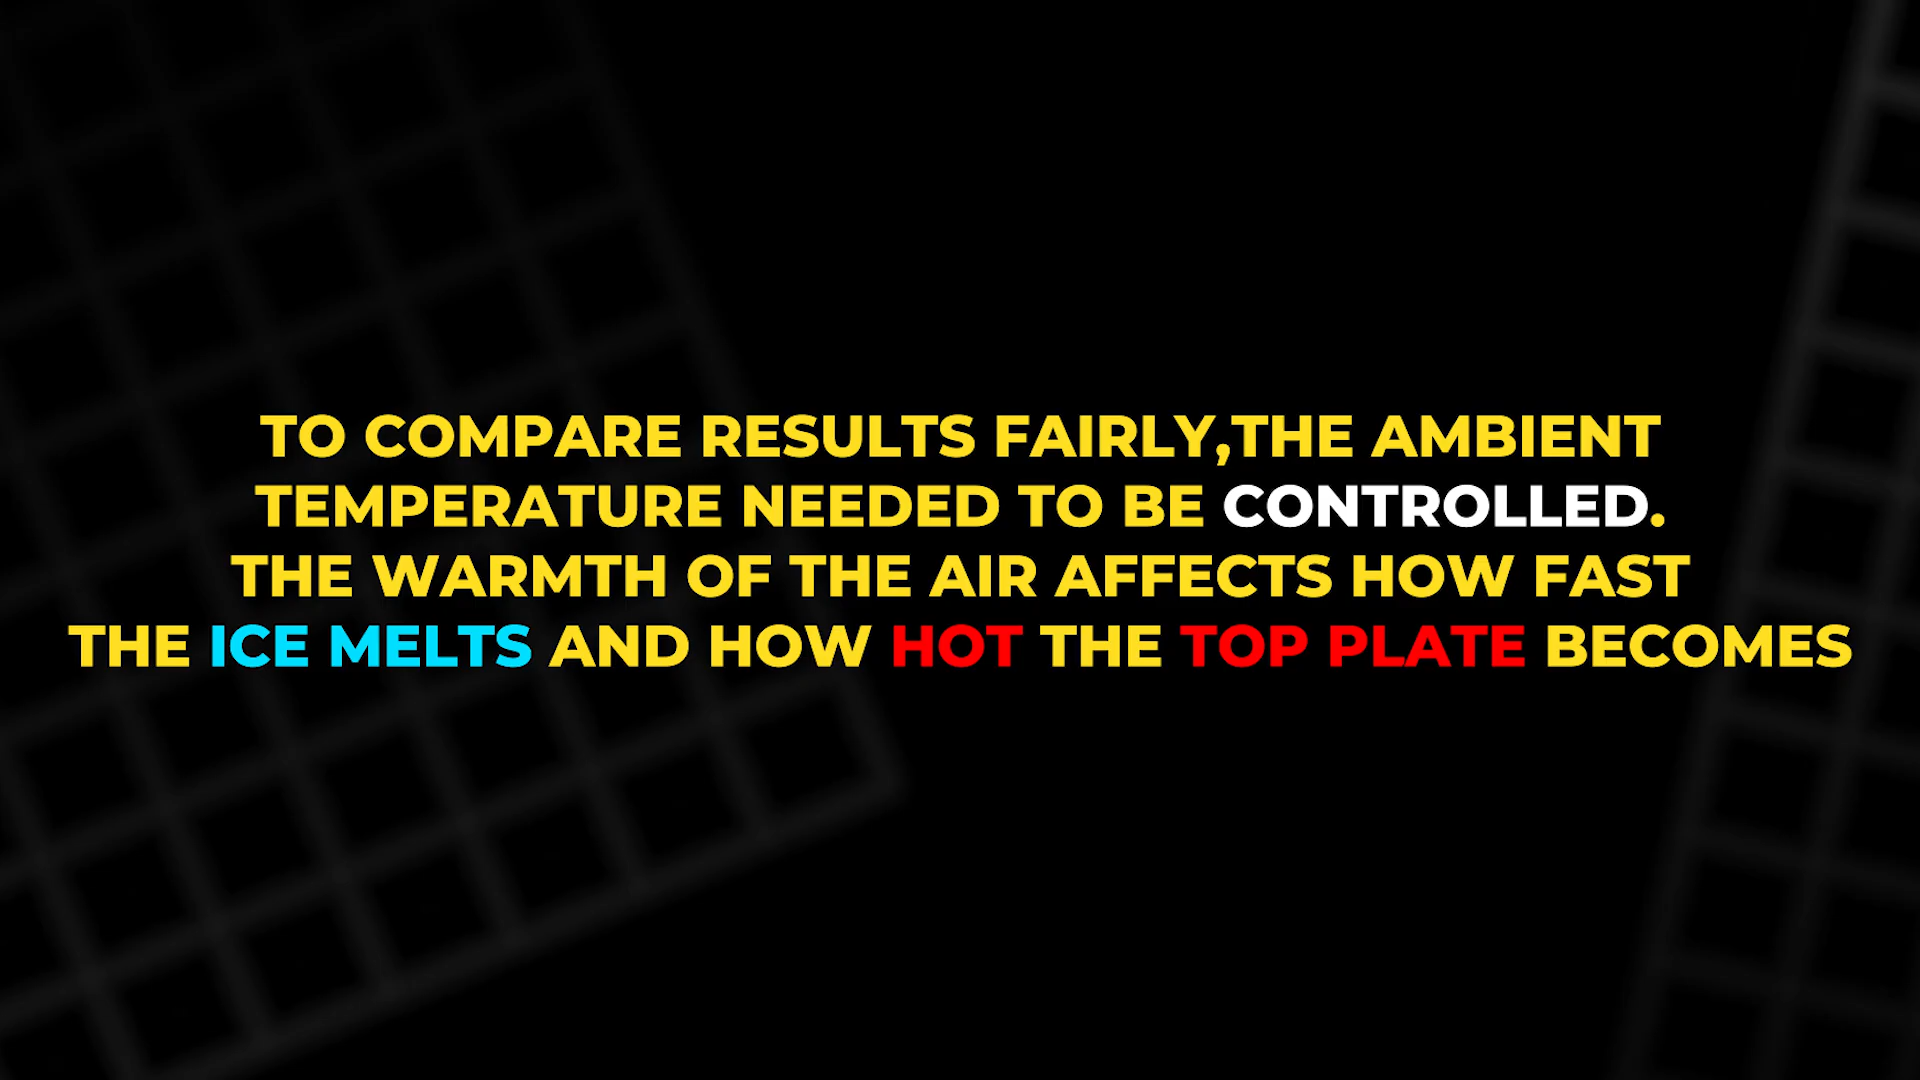 TO COMPARE RESULTS FAIRLY,THE AMBIENT
TEMPERATURE NEEDED TO BE CONTROLLED.
THE WARMTH OF THE AIR AFFECTS HOW FAST
THE ICE MELTS AND HOW HOT THE TOP PLATE BECOMES